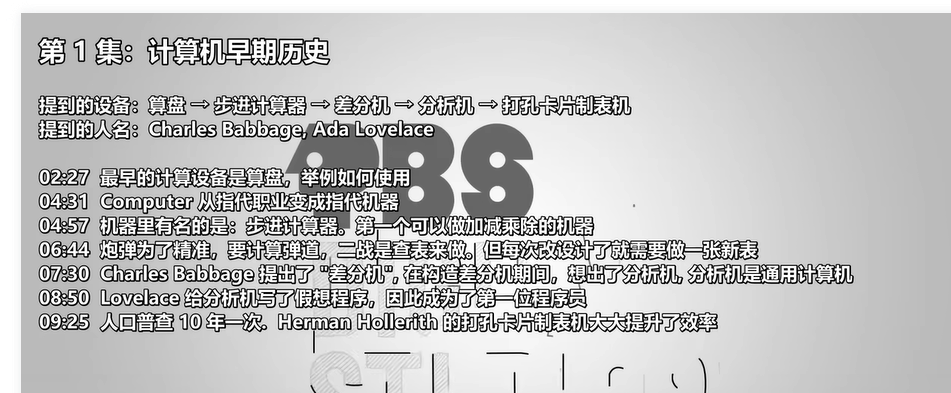 第 1 集：计算机早期历史
提到的设备：算盘 → 步进计算器 → 差分机 → 分析机 → 打孔卡片制表机
提到的人名：Charles Babbage, Ada Lovelace
PBS
02:27 最早的计算设备是算盘，举例如何使用
04:31 Computer 从指代职业变成指代机器
04:57 机器里有名的是：步进计算器。第一个可以做加减乘除的机器
06:44 炮弹为了精准，要计算弹道，二战是查表来做。但每次改设计了就需要做一张新表
07:30 Charles Babbage 提出了 "差分机", 在构造差分机期间，想出了分析机, 分析机是通用计算机
08:50 Lovelace 给分析机写了假想程序，因此成为了第一位程序员
09:25 人口普查 10 年一次. Herman Hollerith 的打孔卡片制表机大大提升了效率